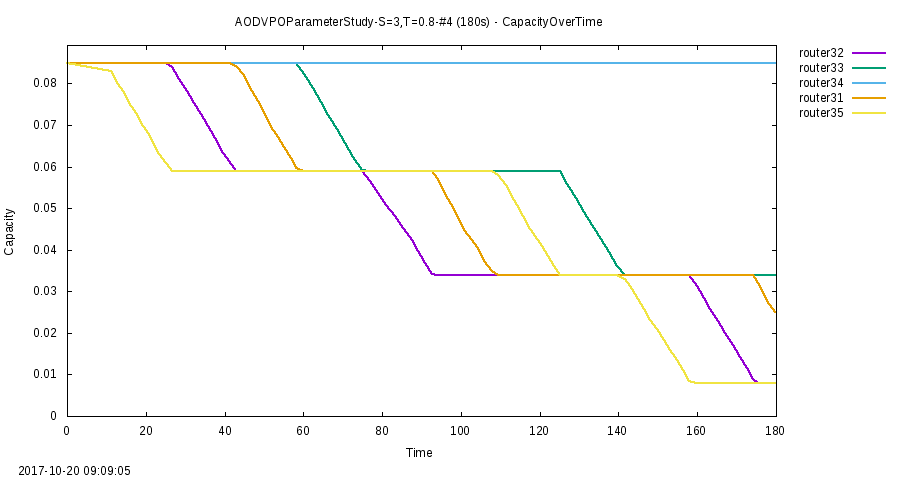 AODVPOParameterStudy-S=3,T=0.8-#4 (180s) - CapacityOverTime
router32
router33
router34
router31
router35
0.08
0.07
0.06
0.05
0.04
0.03
0.02
0.01
0
Capacity
0 20 40 60 80 100 120 140 160 180
Time
2017-10-20 09:09:05